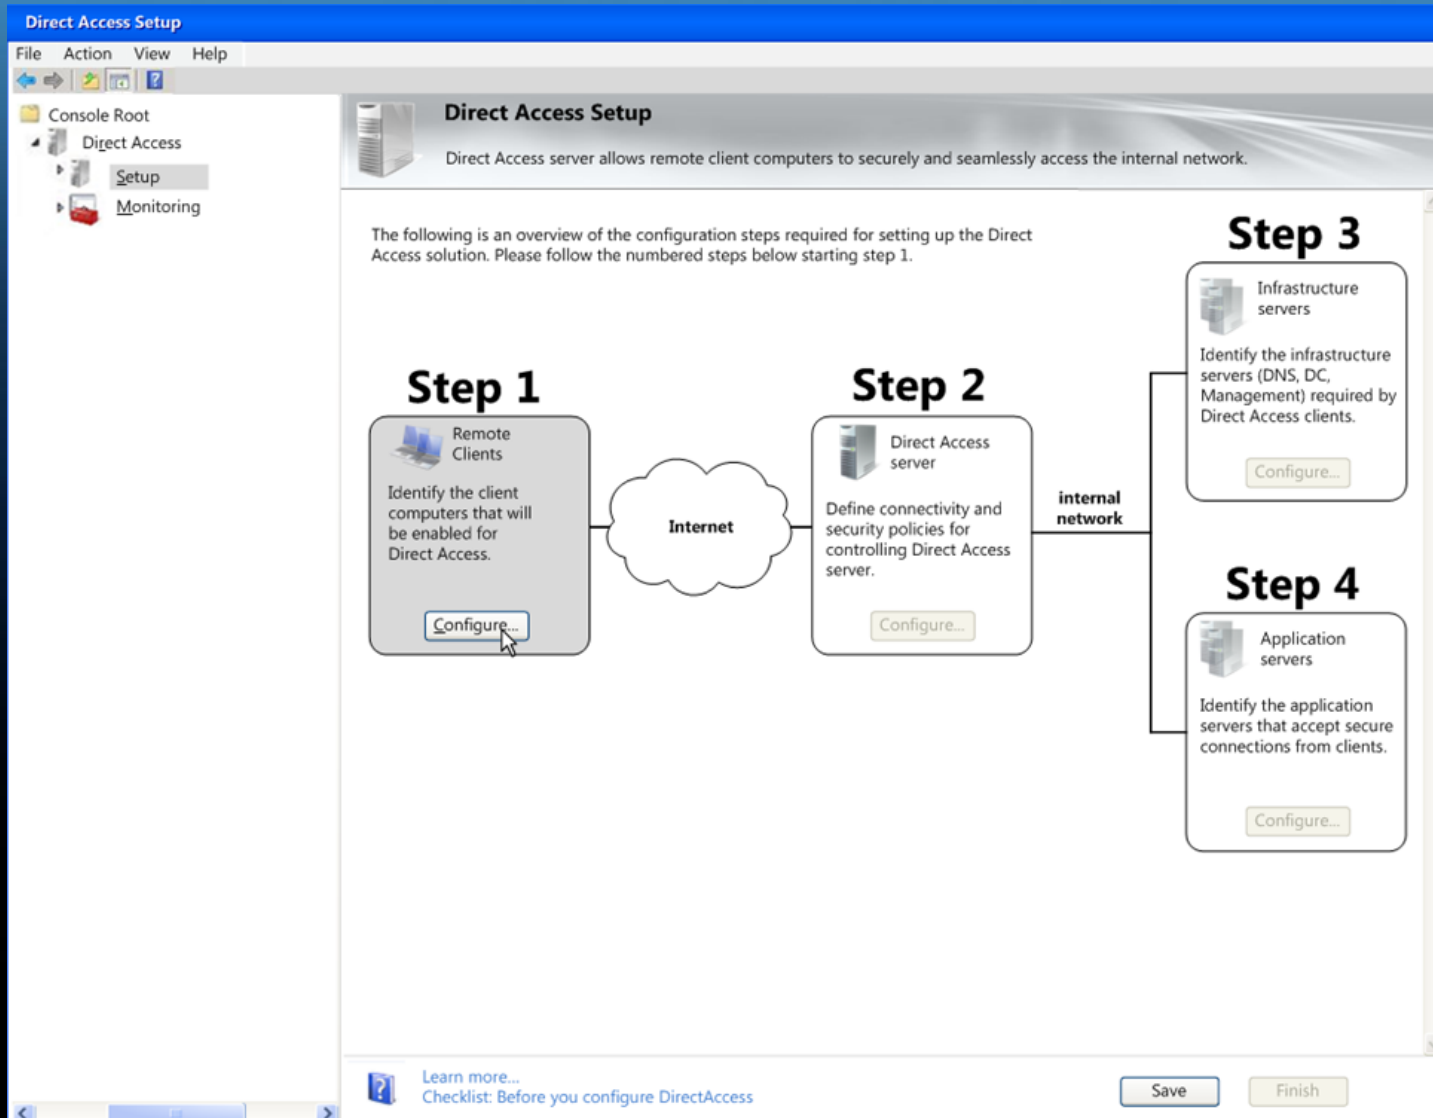 Direct Access Setup
File Action View Help
Console Root
Direct Access
Setup
Monitoring
Direct Access Setup
Direct Access server allows remote client computers to securely and seamlessly access the internal network.
The following is an overview of the configuration steps required for setting up the Direct
Access solution. Please follow the numbered steps below starting step 1.
Step 1
Remote
Clients
Identify the client
computers that will
be enabled for
Direct Access.
Configure...
Internet
Step 2
Direct Access
server
Define connectivity and
security policies for
controlling Direct Access
server.
Configure...
internal
network
Step 3
Infrastructure
servers
Identify the infrastructure
servers (DNS, DC,
Management) required by
Direct Access clients.
Configure...
Step 4
Application
servers
Identify the application
servers that accept secure
connections from clients.
Configure...
Learn more...
Checklist: Before you configure DirectAccess
Save
Finish